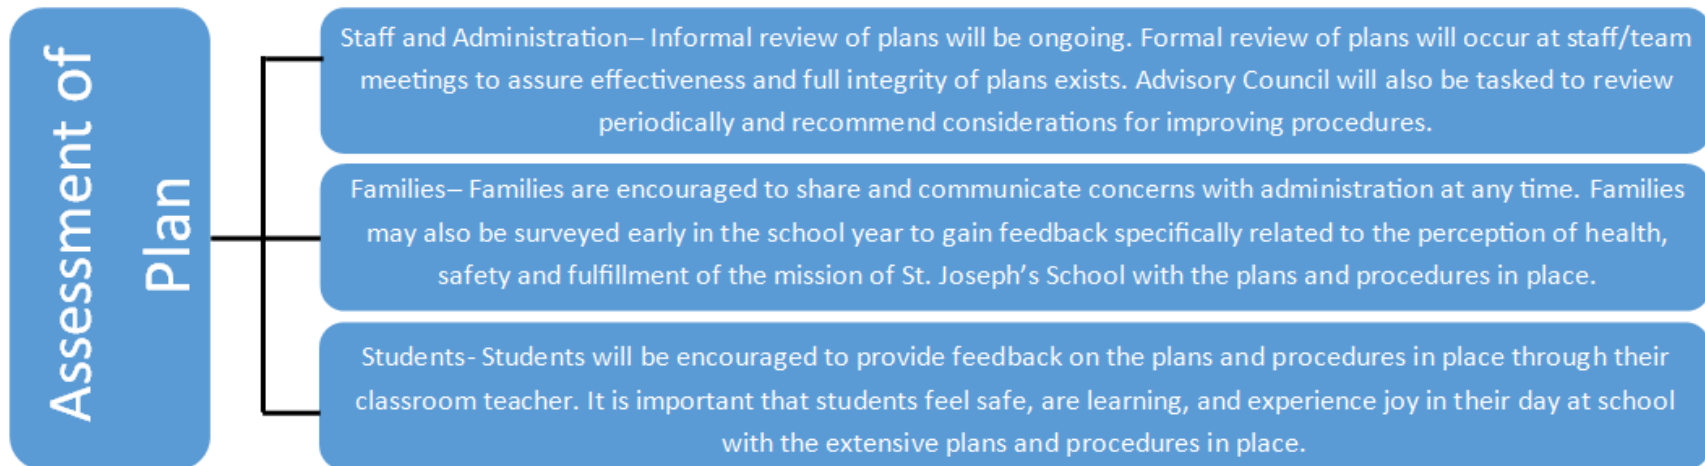 Assessment of
Plan
Staff and Administration– Informal review of plans will be ongoing. Formal review of plans will occur at staff/team
meetings to assure effectiveness and full integrity of plans exists. Advisory Council will also be tasked to review
periodically and recommend considerations for improving procedures.
Families– Families are encouraged to share and communicate concerns with administration at any time. Families
may also be surveyed early in the school year to gain feedback specifically related to the perception of health,
safety and fulfillment of the mission of St. Joseph’s School with the plans and procedures in place.
Students- Students will be encouraged to provide feedback on the plans and procedures in place through their
classroom teacher. It is important that students feel safe, are learning, and experience joy in their day at school
with the extensive plans and procedures in place.